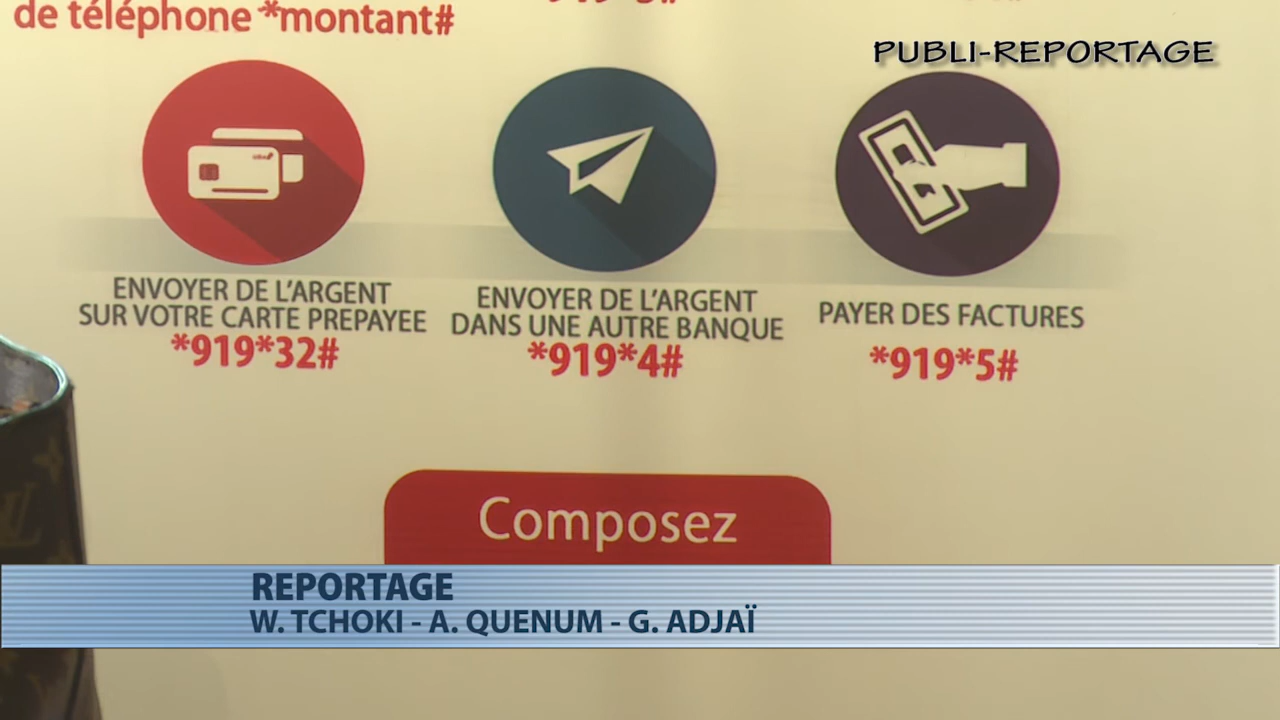 de téléphone *montant#
PUBLI-REPORTAGE
ENVOYER DE L'ARGENT
SUR VOTRE CARTE PREPAYEE
*919*32#
ENVOYER DE L'ARGENT
DANS UNE AUTRE BANQUE
*919*4#
PAYER DES FACTURES
*919*5#
Composez
REPORTAGE
W. TCHOKI - A. QUENUM - G. ADJAÏ